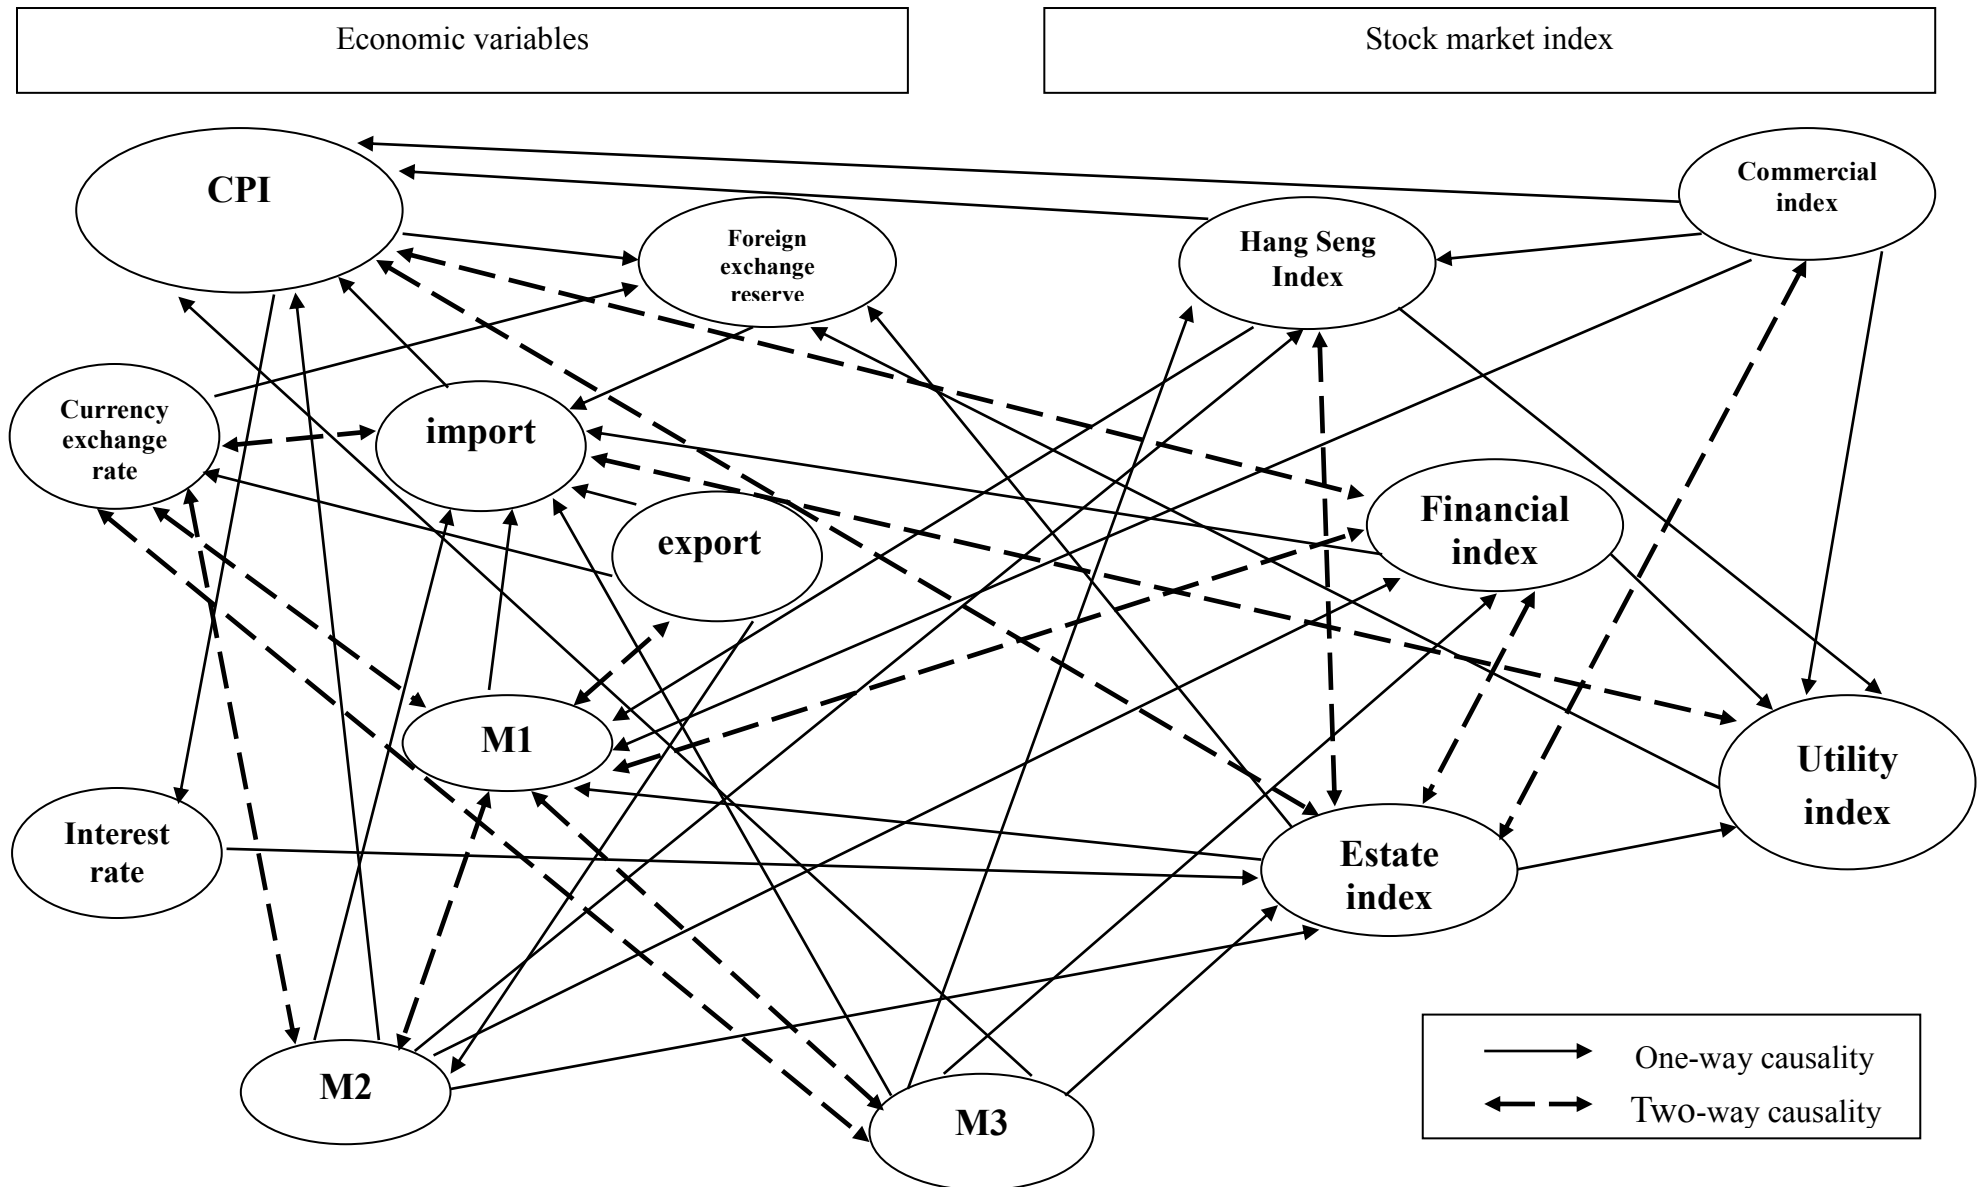 Economic variables
Stock market index
CPI
Foreign
exchange
reserve
Hang Seng
Index
Commercial
index
Currency
exchange
rate
import
export
Financial
index
M1
Utility
index
Interest
rate
Estate
index
M2
M3
One-way causality
Two-way causality